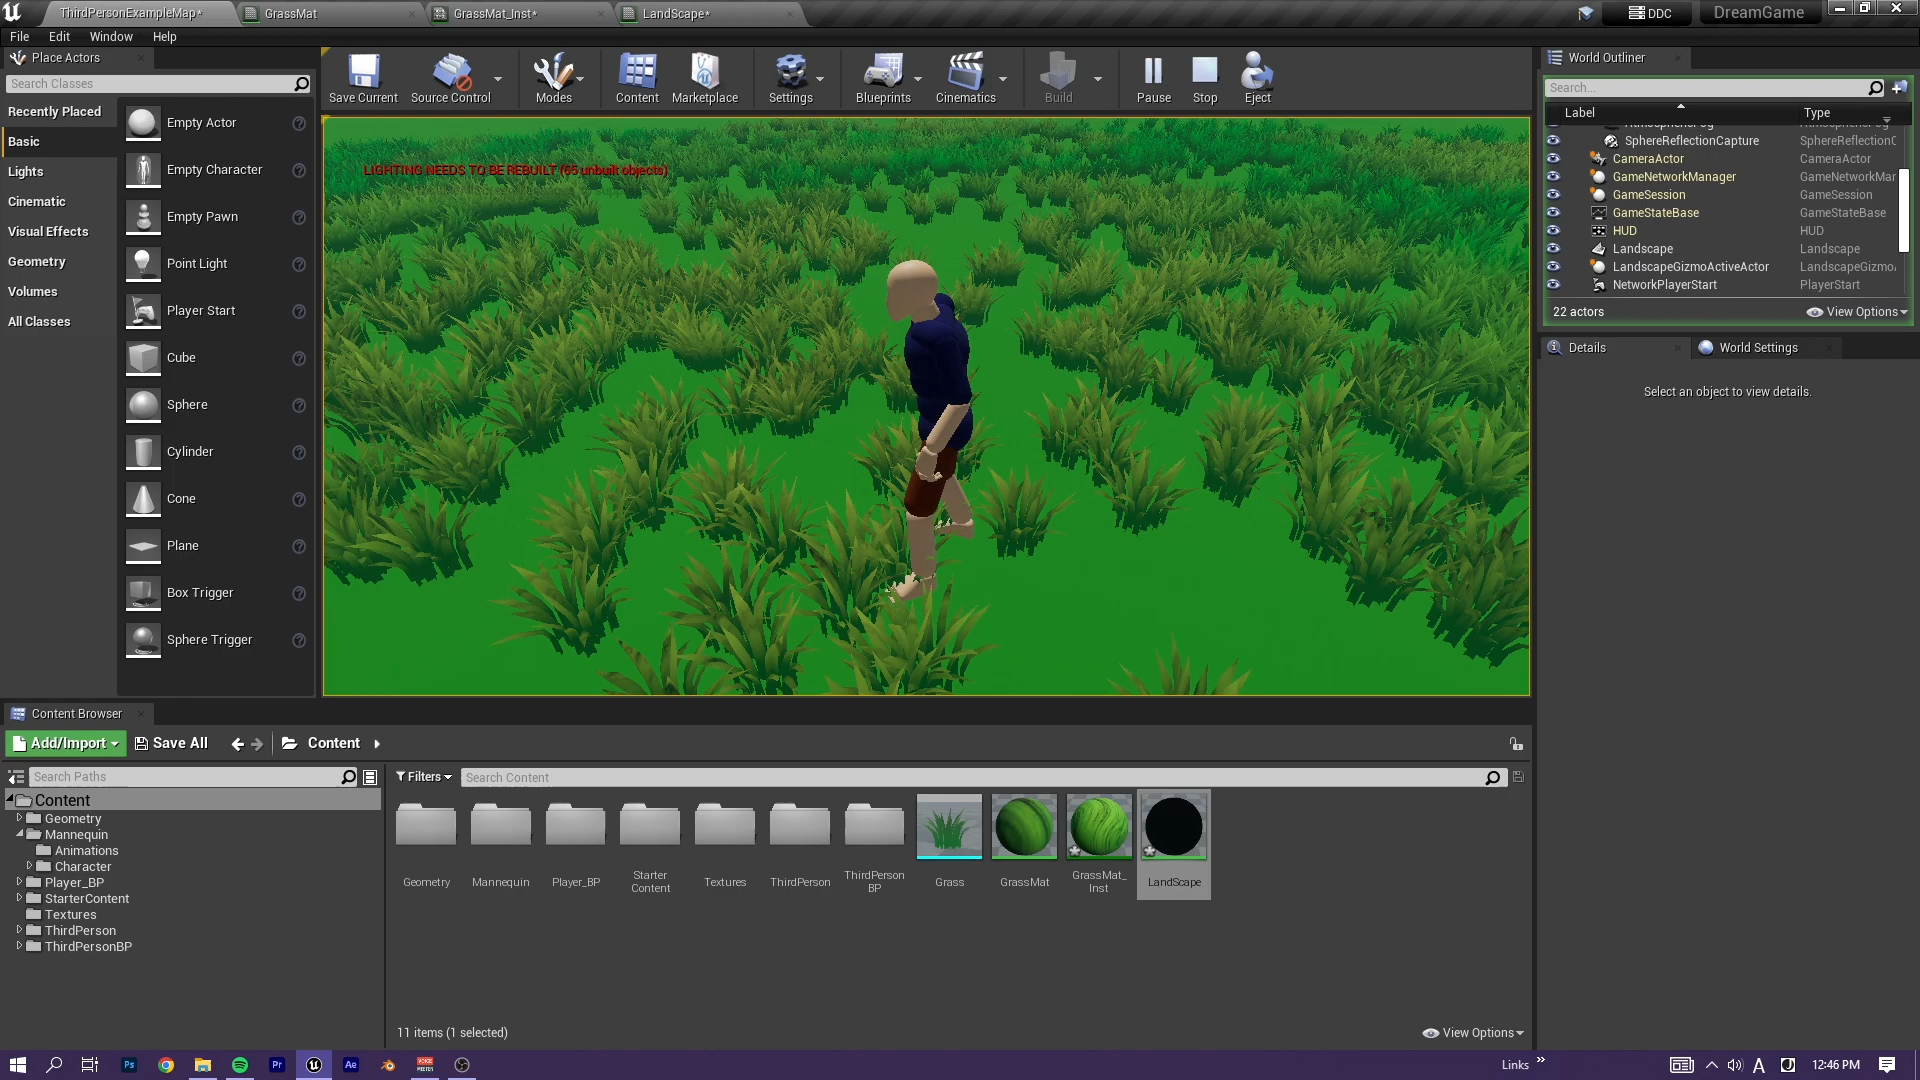 ThirdPersonExampleMap*
GrassMat
GrassMat_Inst*
LandScape*
DDC
DreamGame
File
Edit
Window
Help
Place Actors
Search Classes
Recently Placed
Basic
Lights
Cinematic
Visual Effects
Geometry
Volumes
All Classes
Empty Actor
Empty Character
Empty Pawn
Point Light
Player Start
Cube
Sphere
Cylinder
Cone
Plane
Box Trigger
Sphere Trigger
Save Current
Source Control
Modes
Content
Marketplace
Settings
Blueprints
Cinematics
Build
Pause
Stop
Eject
LIGHTING NEEDS TO BE REBUILT (65 unbuilt objects)
World Outliner
Search...
Label
Type
SphereReflectionCapture
SphereReflectionC
CameraActor
CameraActor
GameNetworkManager
GameNetworkMar
GameSession
GameSession
GameStateBase
GameStateBase
HUD
HUD
Landscape
Landscape
LandscapeGizmoActiveActor
LandscapeGizmo
NetworkPlayerStart
PlayerStart
22 actors
View Options
Details
World Settings
Select an object to view details.
Content Browser
Add/Import
Save All
Content
Search Paths
Filters
Search Content
Content
Geometry
Mannequin
Animations
Character
Player_BP
StarterContent
Textures
ThirdPerson
ThirdPersonBP
Geometry
Mannequin
Player_BP
Starter
Content
Textures
ThirdPerson
ThirdPerson
BP
Grass
GrassMat
GrassMat_
Inst
LandScape
11 items (1 selected)
View Options
Ps
Pr
Ae
Links
A
12:46 PM